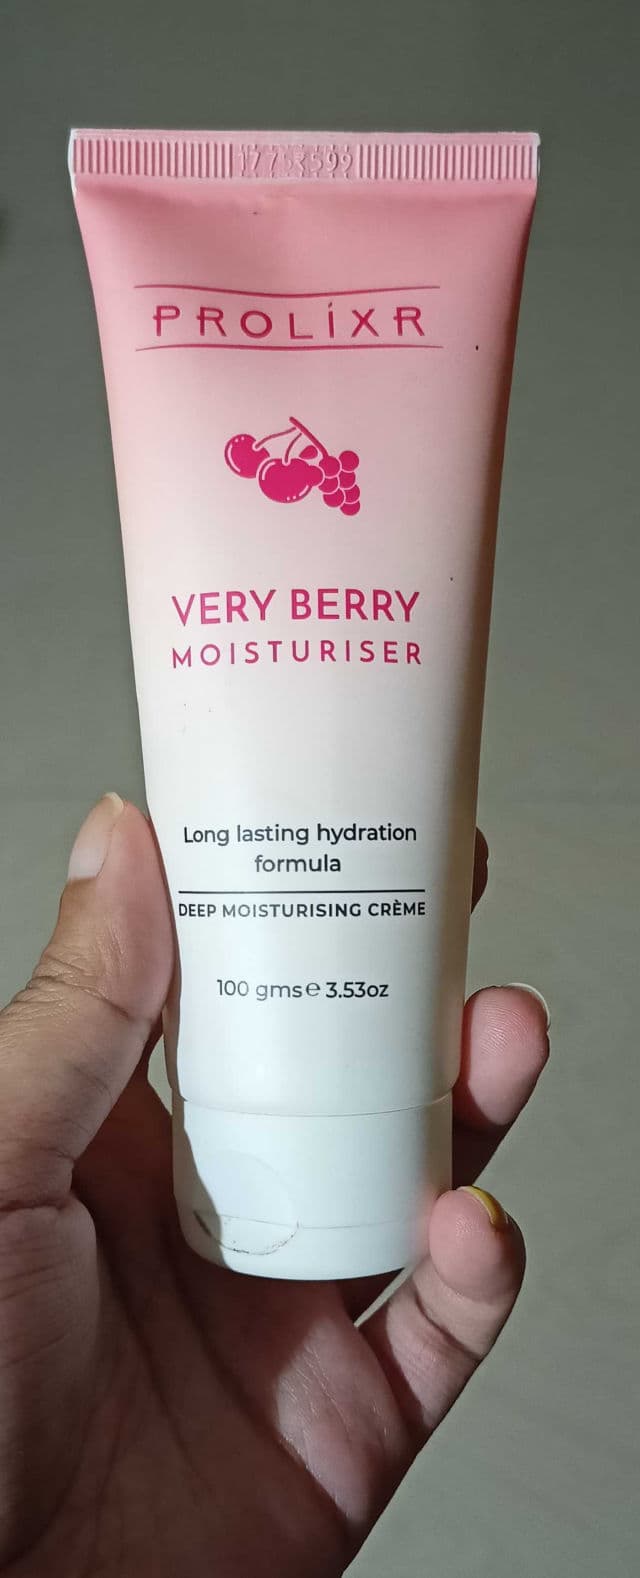 PROLIXR
VERY BERRY
MOISTURISER
Long lasting hydration
formula
DEEP MOISTURISING CRÈME
100 gms℮ 3.53oz